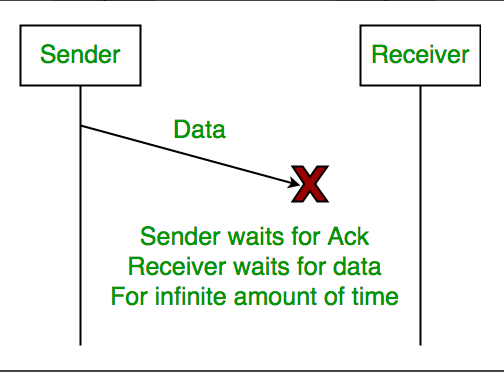 Sender
Receiver
Data
X
Sender waits for Ack
Receiver waits for data
For infinite amount of time